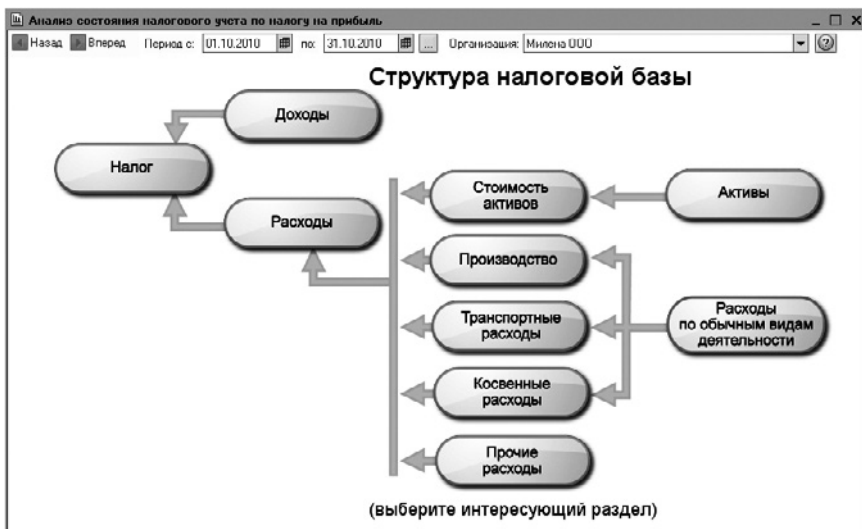 Анализ состояния налогового учета по налогу на прибыль
Назад Вперед Период с: 01.10.2010 по: 31.10.2010 ... Организация: Милена ООО
Структура налоговой базы
Доходы
Налог
Расходы
Стоимость
активов
Активы
Производство
Транспортные
расходы
Расходы
по обычным видам
деятельности
Косвенные
расходы
Прочие
расходы
(выберите интересующий раздел)